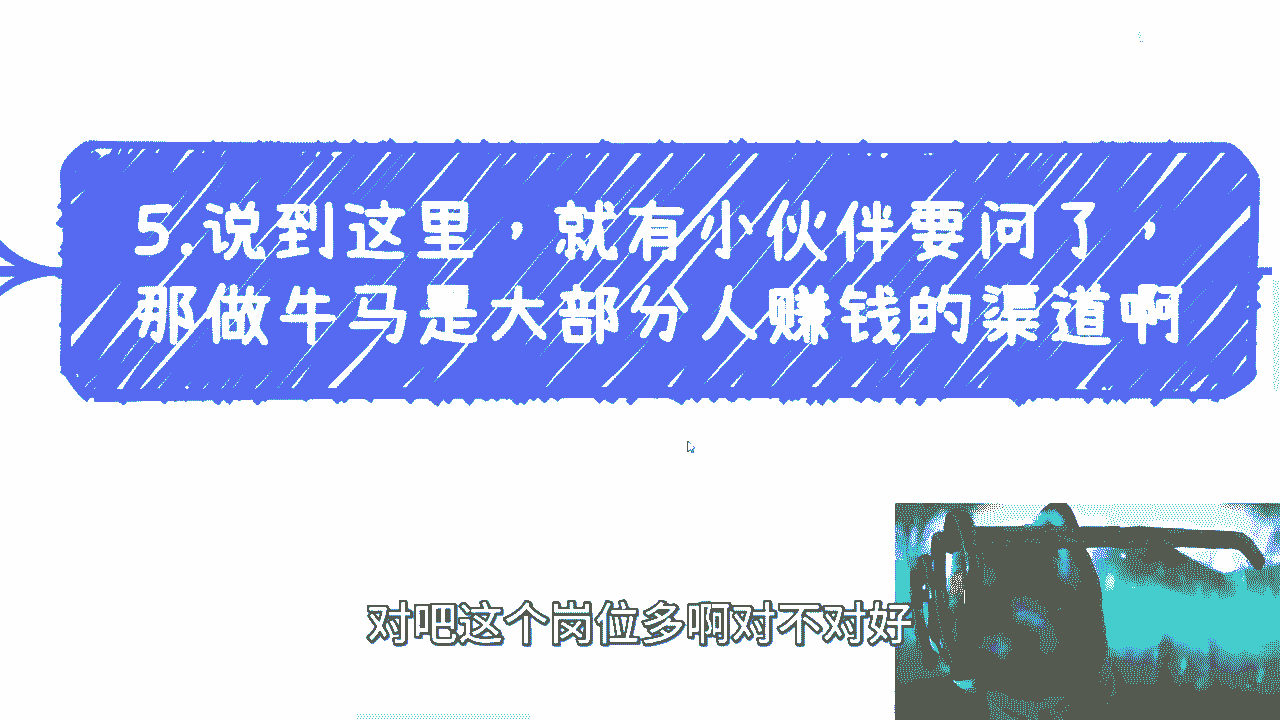 5.说到这里，就有小伙伴要问了，
那做牛马是大部分人赚钱的渠道啊
对吧这个岗位多啊对不对好